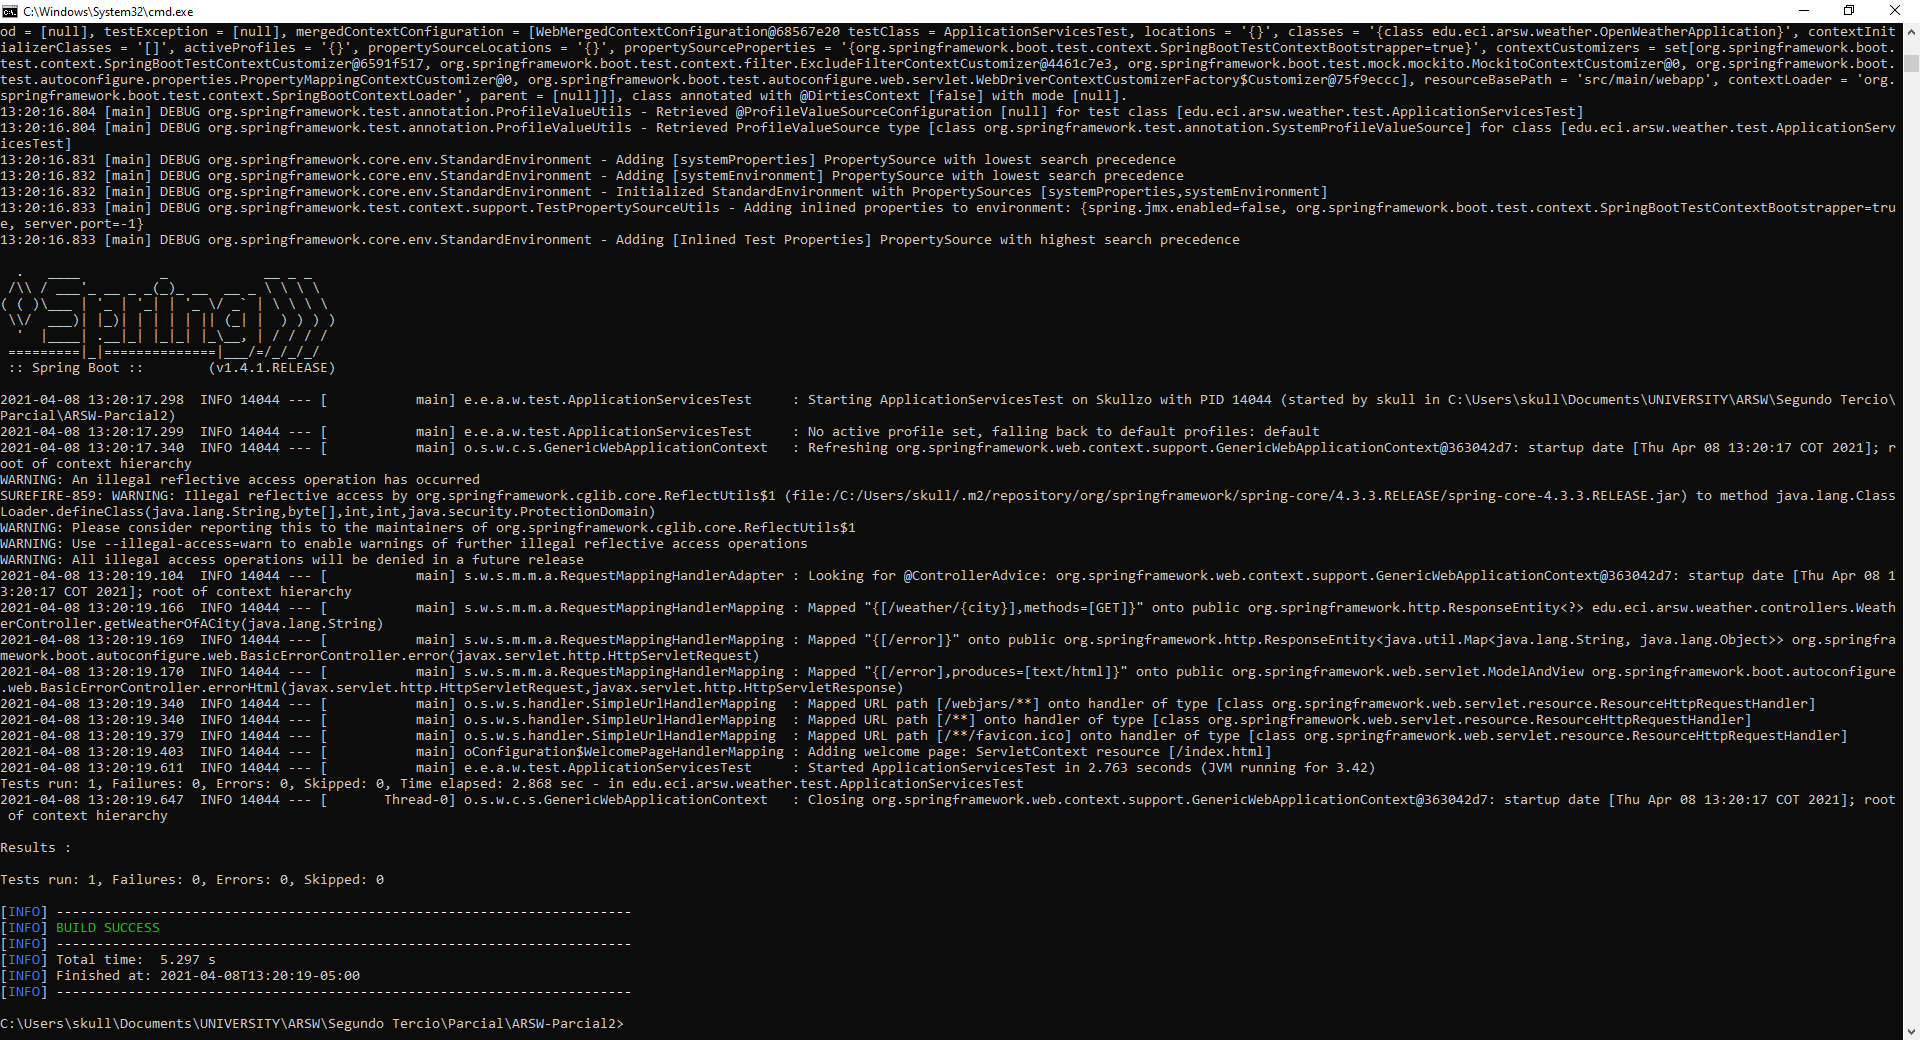 C:\Windows\System32\cmd.exe
od = [null], testException = [null], mergedContextConfiguration = [WebMergedContextConfiguration@68567e20 testClass = ApplicationServicesTest, locations = '{}', classes = '{class edu.eci.arsw.weather.OpenWeatherApplication}', contextInit
ializerClasses = '[]', activeProfiles = '{}', propertySourceLocations = '{}', propertySourceProperties = '{org.springframework.boot.test.context.SpringBootTestContextBootstrapper=true}', contextCustomizers = set[org.springframework.boot.
test.context.SpringBootTestContextCustomizer@6591f517, org.springframework.boot.test.context.filter.ExcludeFilterContextCustomizer@4461c7e3, org.springframework.boot.test.mock.mockito.MockitoContextCustomizer@0, org.springframework.boot.
test.autoconfigure.properties.PropertyMappingContextCustomizer@0, org.springframework.boot.test.autoconfigure.web.servlet.WebDriverContextCustomizerFactory$Customizer@75f9eccc], resourceBasePath = 'src/main/webapp', contextLoader = 'org.
springframework.boot.test.context.SpringBootContextLoader', parent = [null]]], class annotated with @DirtiesContext [false] with mode [null].
13:20:16.804 [main] DEBUG org.springframework.test.annotation.ProfileValueUtils - Retrieved @ProfileValueSourceConfiguration [null] for test class [edu.eci.arsw.weather.test.ApplicationServicesTest]
13:20:16.804 [main] DEBUG org.springframework.test.annotation.ProfileValueUtils - Retrieved ProfileValueSource type [class org.springframework.test.annotation.SystemProfileValueSource] for class [edu.eci.arsw.weather.test.ApplicationServ
icesTest]
13:20:16.831 [main] DEBUG org.springframework.core.env.StandardEnvironment - Adding [systemProperties] PropertySource with lowest search precedence
13:20:16.832 [main] DEBUG org.springframework.core.env.StandardEnvironment - Adding [systemEnvironment] PropertySource with lowest search precedence
13:20:16.832 [main] DEBUG org.springframework.core.env.StandardEnvironment - Initialized StandardEnvironment with PropertySources [systemProperties,systemEnvironment]
13:20:16.833 [main] DEBUG org.springframework.test.context.support.TestPropertySourceUtils - Adding inlined properties to environment: {spring.jmx.enabled=false, org.springframework.boot.test.context.SpringBootTestContextBootstrapper=tru
e, server.port=-1}
13:20:16.833 [main] DEBUG org.springframework.core.env.StandardEnvironment - Adding [Inlined Test Properties] PropertySource with highest search precedence
  .   ____          _            __ _ _
 /\\ / ___'_ __ _ _(_)_ __  __ _ \ \ \ \
( ( )\___ | '_ | '_| | '_ \/ _` | \ \ \ \
 \\/  ___)| |_)| | | | | || (_| |  ) ) ) )
  '  |____| .__|_| |_|_| |_\__, | / / / /
 =========|_|==============|___/=/_/_/_/
 :: Spring Boot ::        (v1.4.1.RELEASE)
2021-04-08 13:20:17.298  INFO 14044 --- [           main] e.e.a.w.test.ApplicationServicesTest     : Starting ApplicationServicesTest on Skullzo with PID 14044 (started by skull in C:\Users\skull\Documents\UNIVERSITY\ARSW\Segundo Tercio\
Parcial\ARSW-Parcial2)
2021-04-08 13:20:17.299  INFO 14044 --- [           main] e.e.a.w.test.ApplicationServicesTest     : No active profile set, falling back to default profiles: default
2021-04-08 13:20:17.340  INFO 14044 --- [           main] o.s.w.c.s.GenericWebApplicationContext   : Refreshing org.springframework.web.context.support.GenericWebApplicationContext@363042d7: startup date [Thu Apr 08 13:20:17 COT 2021]; r
oot of context hierarchy
WARNING: An illegal reflective access operation has occurred
SUREFIRE-859: WARNING: Illegal reflective access by org.springframework.cglib.core.ReflectUtils$1 (file:/C:/Users/skull/.m2/repository/org/springframework/spring-core/4.3.3.RELEASE/spring-core-4.3.3.RELEASE.jar) to method java.lang.Class
Loader.defineClass(java.lang.String,byte[],int,int,java.security.ProtectionDomain)
WARNING: Please consider reporting this to the maintainers of org.springframework.cglib.core.ReflectUtils$1
WARNING: Use --illegal-access=warn to enable warnings of further illegal reflective access operations
WARNING: All illegal access operations will be denied in a future release
2021-04-08 13:20:19.104  INFO 14044 --- [           main] s.w.s.m.m.a.RequestMappingHandlerAdapter : Looking for @ControllerAdvice: org.springframework.web.context.support.GenericWebApplicationContext@363042d7: startup date [Thu Apr 08 1
3:20:17 COT 2021]; root of context hierarchy
2021-04-08 13:20:19.166  INFO 14044 --- [           main] s.w.s.m.m.a.RequestMappingHandlerMapping : Mapped "{[/weather/{city}],methods=[GET]}" onto public org.springframework.http.ResponseEntity<?> edu.eci.arsw.weather.controllers.Weath
erController.getWeatherOfACity(java.lang.String)
2021-04-08 13:20:19.169  INFO 14044 --- [           main] s.w.s.m.m.a.RequestMappingHandlerMapping : Mapped "{[/error]}" onto public org.springframework.http.ResponseEntity<java.util.Map<java.lang.String, java.lang.Object>> org.springfra
mework.boot.autoconfigure.web.BasicErrorController.error(javax.servlet.http.HttpServletRequest)
2021-04-08 13:20:19.170  INFO 14044 --- [           main] s.w.s.m.m.a.RequestMappingHandlerMapping : Mapped "{[/error],produces=[text/html]}" onto public org.springframework.web.servlet.ModelAndView org.springframework.boot.autoconfigure
.web.BasicErrorController.errorHtml(javax.servlet.http.HttpServletRequest,javax.servlet.http.HttpServletResponse)
2021-04-08 13:20:19.340  INFO 14044 --- [           main] o.s.w.s.handler.SimpleUrlHandlerMapping  : Mapped URL path [/webjars/**] onto handler of type [class org.springframework.web.servlet.resource.ResourceHttpRequestHandler]
2021-04-08 13:20:19.340  INFO 14044 --- [           main] o.s.w.s.handler.SimpleUrlHandlerMapping  : Mapped URL path [/**] onto handler of type [class org.springframework.web.servlet.resource.ResourceHttpRequestHandler]
2021-04-08 13:20:19.379  INFO 14044 --- [           main] o.s.w.s.handler.SimpleUrlHandlerMapping  : Mapped URL path [/**/favicon.ico] onto handler of type [class org.springframework.web.servlet.resource.ResourceHttpRequestHandler]
2021-04-08 13:20:19.403  INFO 14044 --- [           main] oConfiguration$WelcomePageHandlerMapping : Adding welcome page: ServletContext resource [/index.html]
2021-04-08 13:20:19.611  INFO 14044 --- [           main] e.e.a.w.test.ApplicationServicesTest     : Started ApplicationServicesTest in 2.763 seconds (JVM running for 3.42)
Tests run: 1, Failures: 0, Errors: 0, Skipped: 0, Time elapsed: 2.868 sec - in edu.eci.arsw.weather.test.ApplicationServicesTest
2021-04-08 13:20:19.647  INFO 14044 --- [       Thread-0] o.s.w.c.s.GenericWebApplicationContext   : Closing org.springframework.web.context.support.GenericWebApplicationContext@363042d7: startup date [Thu Apr 08 13:20:17 COT 2021]; root
 of context hierarchy
Results :
Tests run: 1, Failures: 0, Errors: 0, Skipped: 0
[INFO] ------------------------------------------------------------------------
[INFO] BUILD SUCCESS
[INFO] ------------------------------------------------------------------------
[INFO] Total time:  5.297 s
[INFO] Finished at: 2021-04-08T13:20:19-05:00
[INFO] ------------------------------------------------------------------------
C:\Users\skull\Documents\UNIVERSITY\ARSW\Segundo Tercio\Parcial\ARSW-Parcial2>